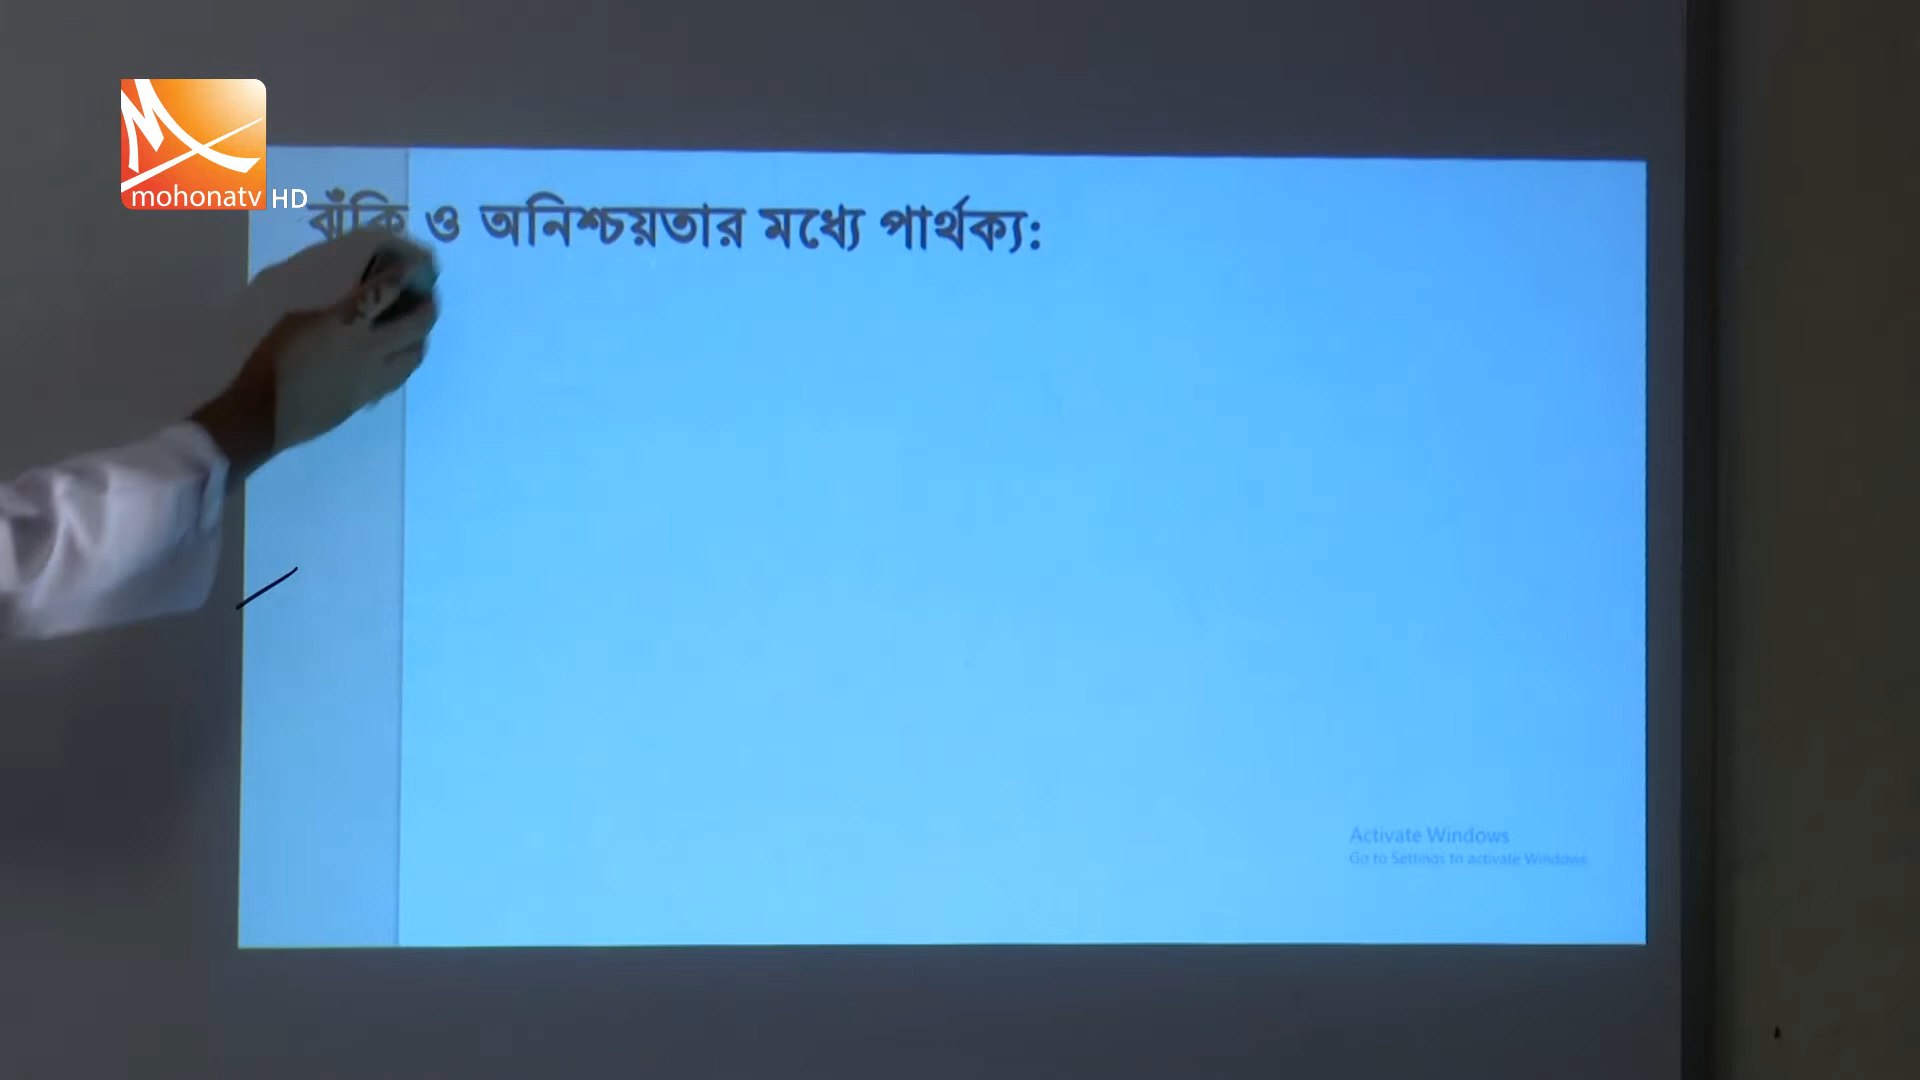 mohonatv HD
ঝুঁকি ও অনিশ্চয়তার মধ্যে পার্থক্য:
Activate Windows
Go to Settings to activate Windows.